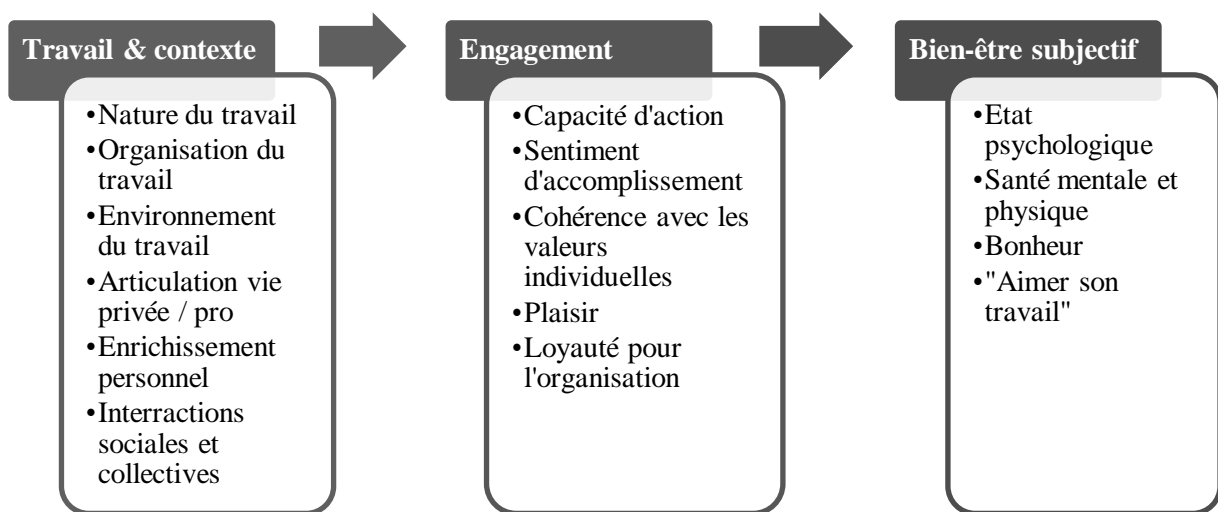 Travail & contexte
•Nature du travail
•Organisation du
travail
•Environnement
du travail
•Articulation vie
privée / pro
•Enrichissement
personnel
•Interractions
sociales et
collectives
Engagement
•Capacité d'action
•Sentiment
d'accomplissement
•Cohérence avec les
valeurs
individuelles
•Plaisir
•Loyauté pour
l'organisation
Bien-être subjectif
•Etat
psychologique
•Santé mentale et
physique
•Bonheur
•"Aimer son
travail"